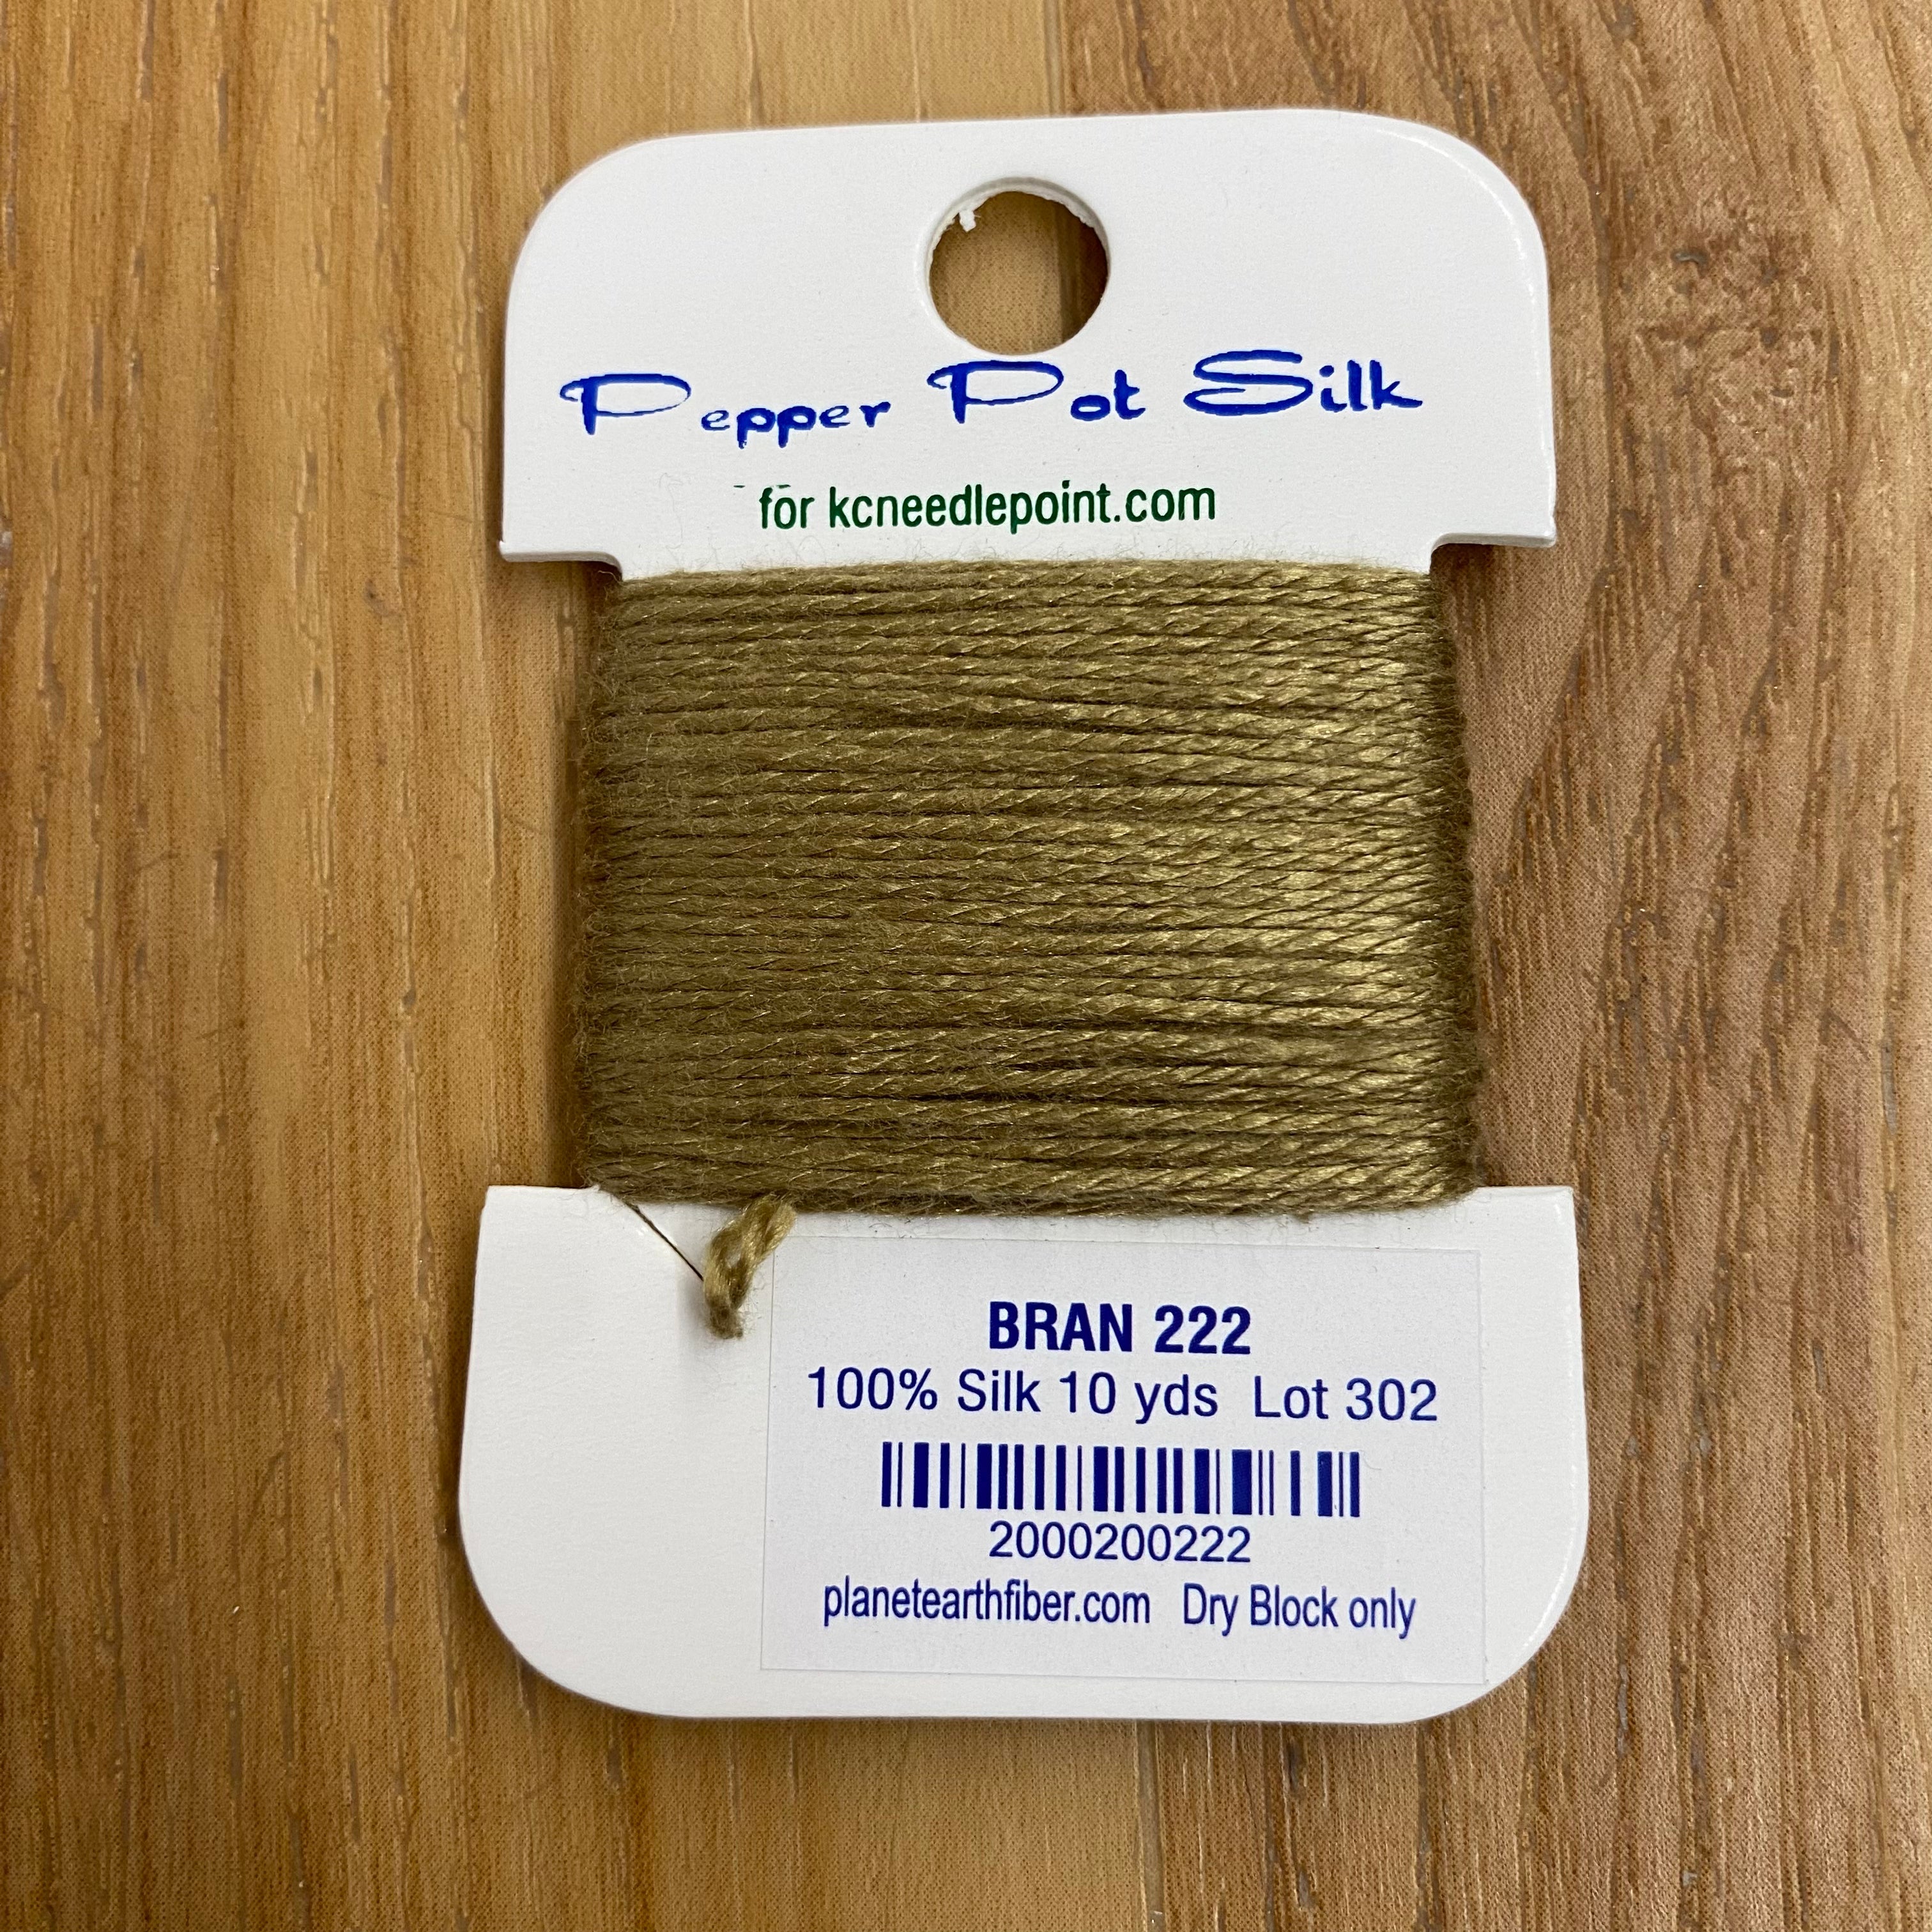 Pepper Pot Silk
for kcneedlepoint.com
BRAN 222
100% Silk 10 yds Lot 302
2000200222
planetearthfiber.com Dry Block only